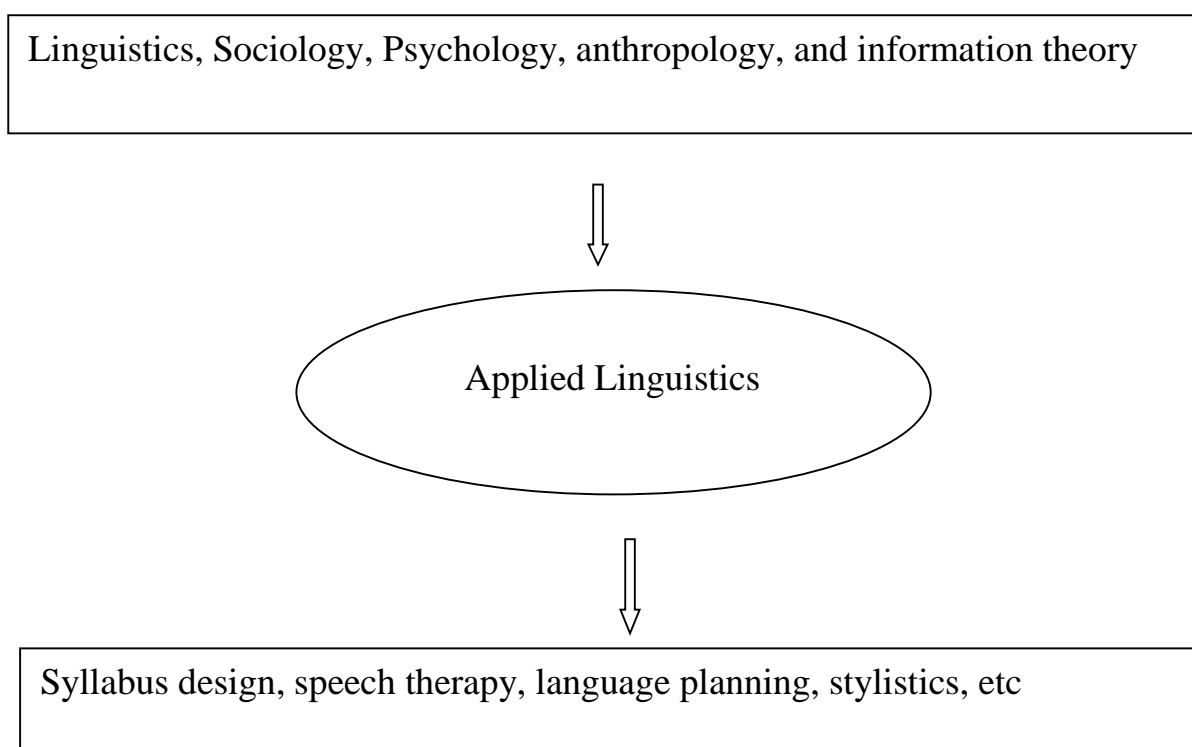 Linguistics, Sociology, Psychology, anthropology, and information theory
Applied Linguistics
Syllabus design, speech therapy, language planning, stylistics, etc